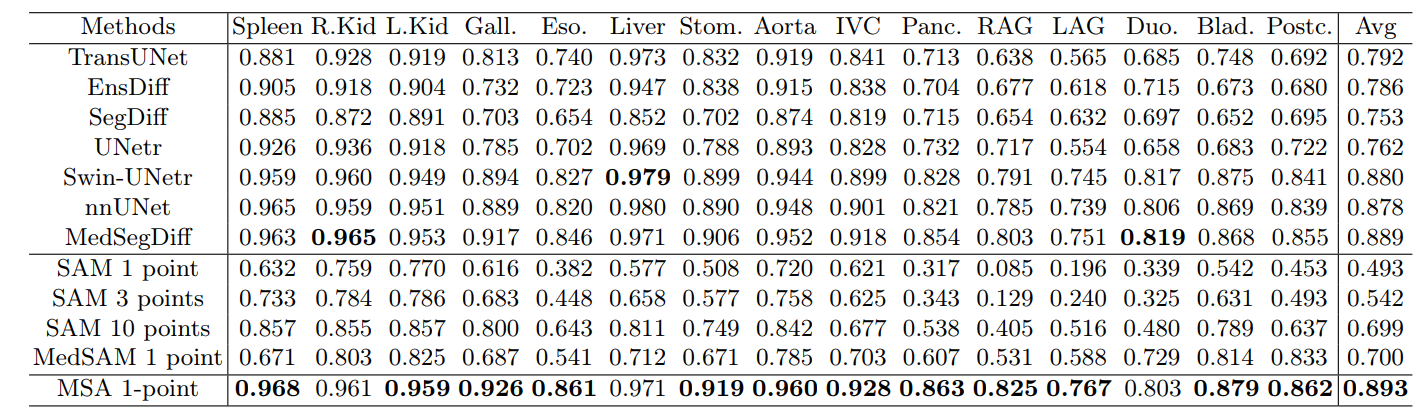 Methods Spleen R.Kid L.Kid Gall. Eso. Liver Stom. Aorta IVC Panc. RAG LAG Duo. Blad. Postc. Avg
TransUNet 0.881 0.928 0.919 0.813 0.740 0.973 0.832 0.919 0.841 0.713 0.638 0.565 0.685 0.748 0.692 0.792
EnsDiff 0.905 0.918 0.904 0.732 0.723 0.947 0.838 0.915 0.838 0.704 0.677 0.618 0.715 0.673 0.680 0.786
SegDiff 0.885 0.872 0.891 0.703 0.654 0.852 0.702 0.874 0.819 0.715 0.654 0.632 0.697 0.652 0.695 0.753
UNetr 0.926 0.936 0.918 0.785 0.702 0.969 0.788 0.893 0.828 0.732 0.717 0.554 0.658 0.683 0.722 0.762
Swin-UNetr 0.959 0.960 0.949 0.894 0.827 0.979 0.899 0.944 0.899 0.828 0.791 0.745 0.817 0.875 0.841 0.880
nnUNet 0.965 0.959 0.951 0.889 0.820 0.980 0.890 0.948 0.901 0.821 0.785 0.739 0.806 0.869 0.839 0.878
MedSegDiff 0.963 0.965 0.953 0.917 0.846 0.971 0.906 0.952 0.918 0.854 0.803 0.751 0.819 0.868 0.855 0.889
SAM 1 point 0.632 0.759 0.770 0.616 0.382 0.577 0.508 0.720 0.621 0.317 0.085 0.196 0.339 0.542 0.453 0.493
SAM 3 points 0.733 0.784 0.786 0.683 0.448 0.658 0.577 0.758 0.625 0.343 0.129 0.240 0.325 0.631 0.493 0.542
SAM 10 points 0.857 0.855 0.857 0.800 0.643 0.811 0.749 0.842 0.677 0.538 0.405 0.516 0.480 0.789 0.637 0.699
MedSAM 1 point 0.671 0.803 0.825 0.687 0.541 0.712 0.671 0.785 0.703 0.607 0.531 0.588 0.729 0.814 0.833 0.700
MSA 1-point 0.968 0.961 0.959 0.926 0.861 0.971 0.919 0.960 0.928 0.863 0.825 0.767 0.803 0.879 0.862 0.893